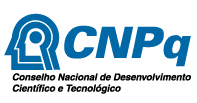 CNPq
Conselho Nacional de Desenvolvimento
Científico e Tecnológico